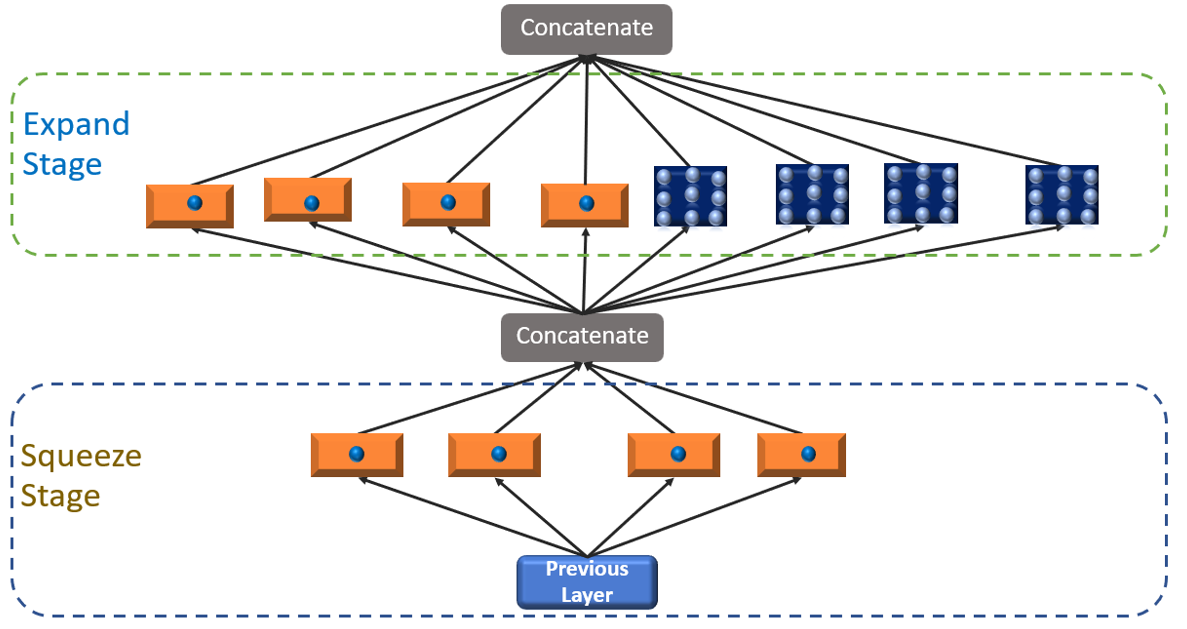 Concatenate
Expand
Stage
Concatenate
Squeeze
Stage
Previous
Layer